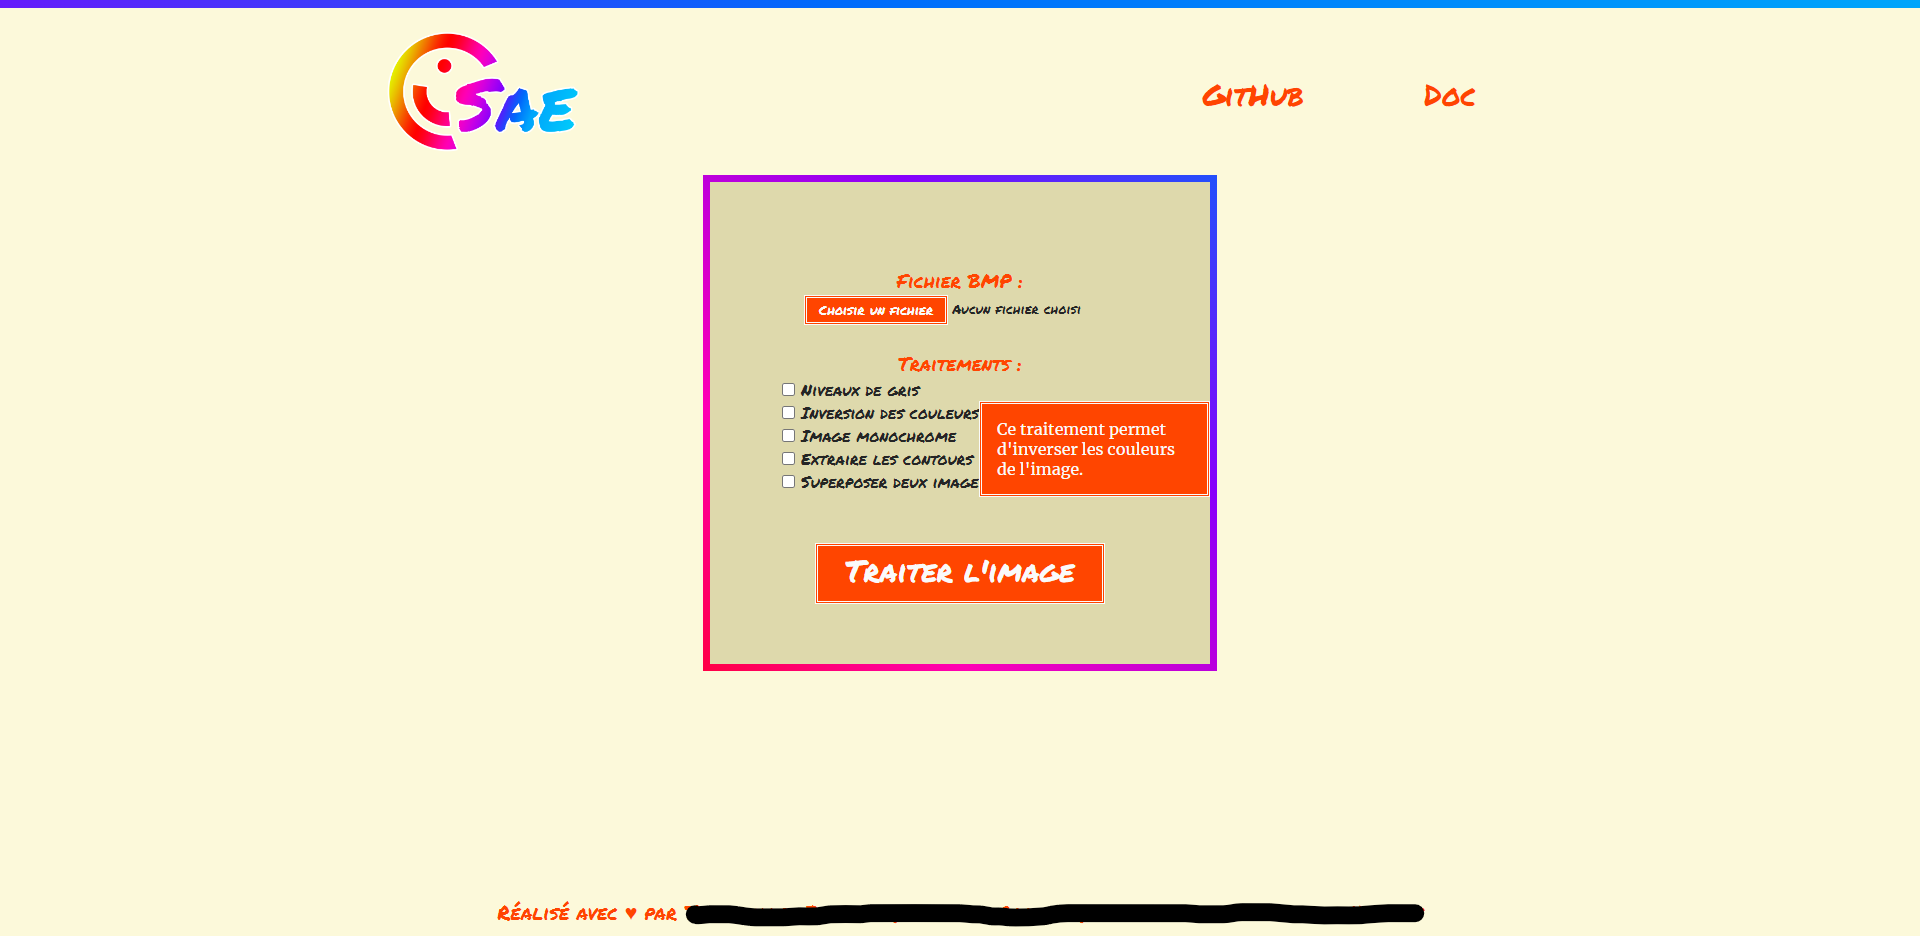 SAE
GitHub
Doc
Fichier BMP :
Choisir un fichier Aucun fichier choisi
Traitements :
Niveaux de gris
Inversion des couleurs
Image monochrome
Extraire les contours
Superposer deux image
Ce traitement permet
d'inverser les couleurs
de l'image.
Traiter l'image
Réalisé avec ♥ par